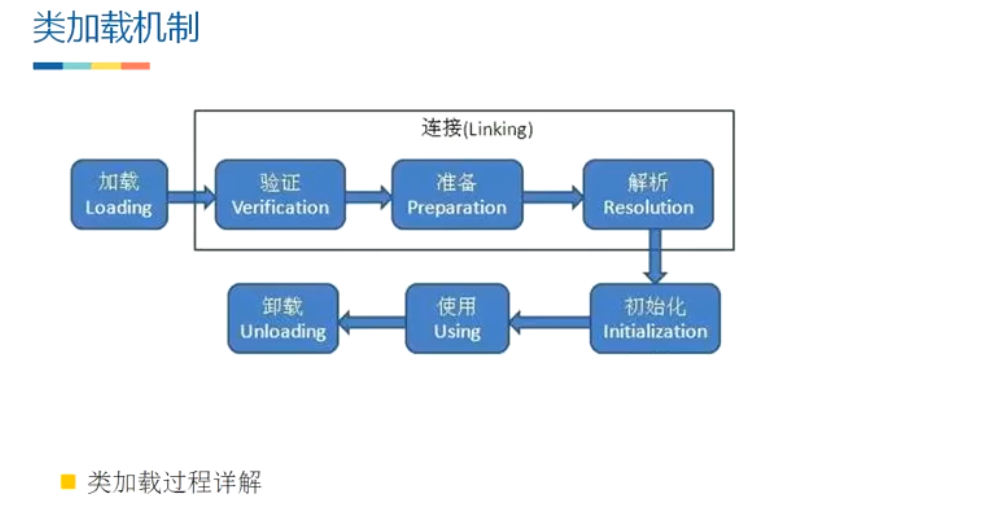 类加载机制
连接(Linking)
加载
Loading
验证
Verification
准备
Preparation
解析
Resolution
卸载
Unloading
使用
Using
初始化
Initialization
类加载过程详解